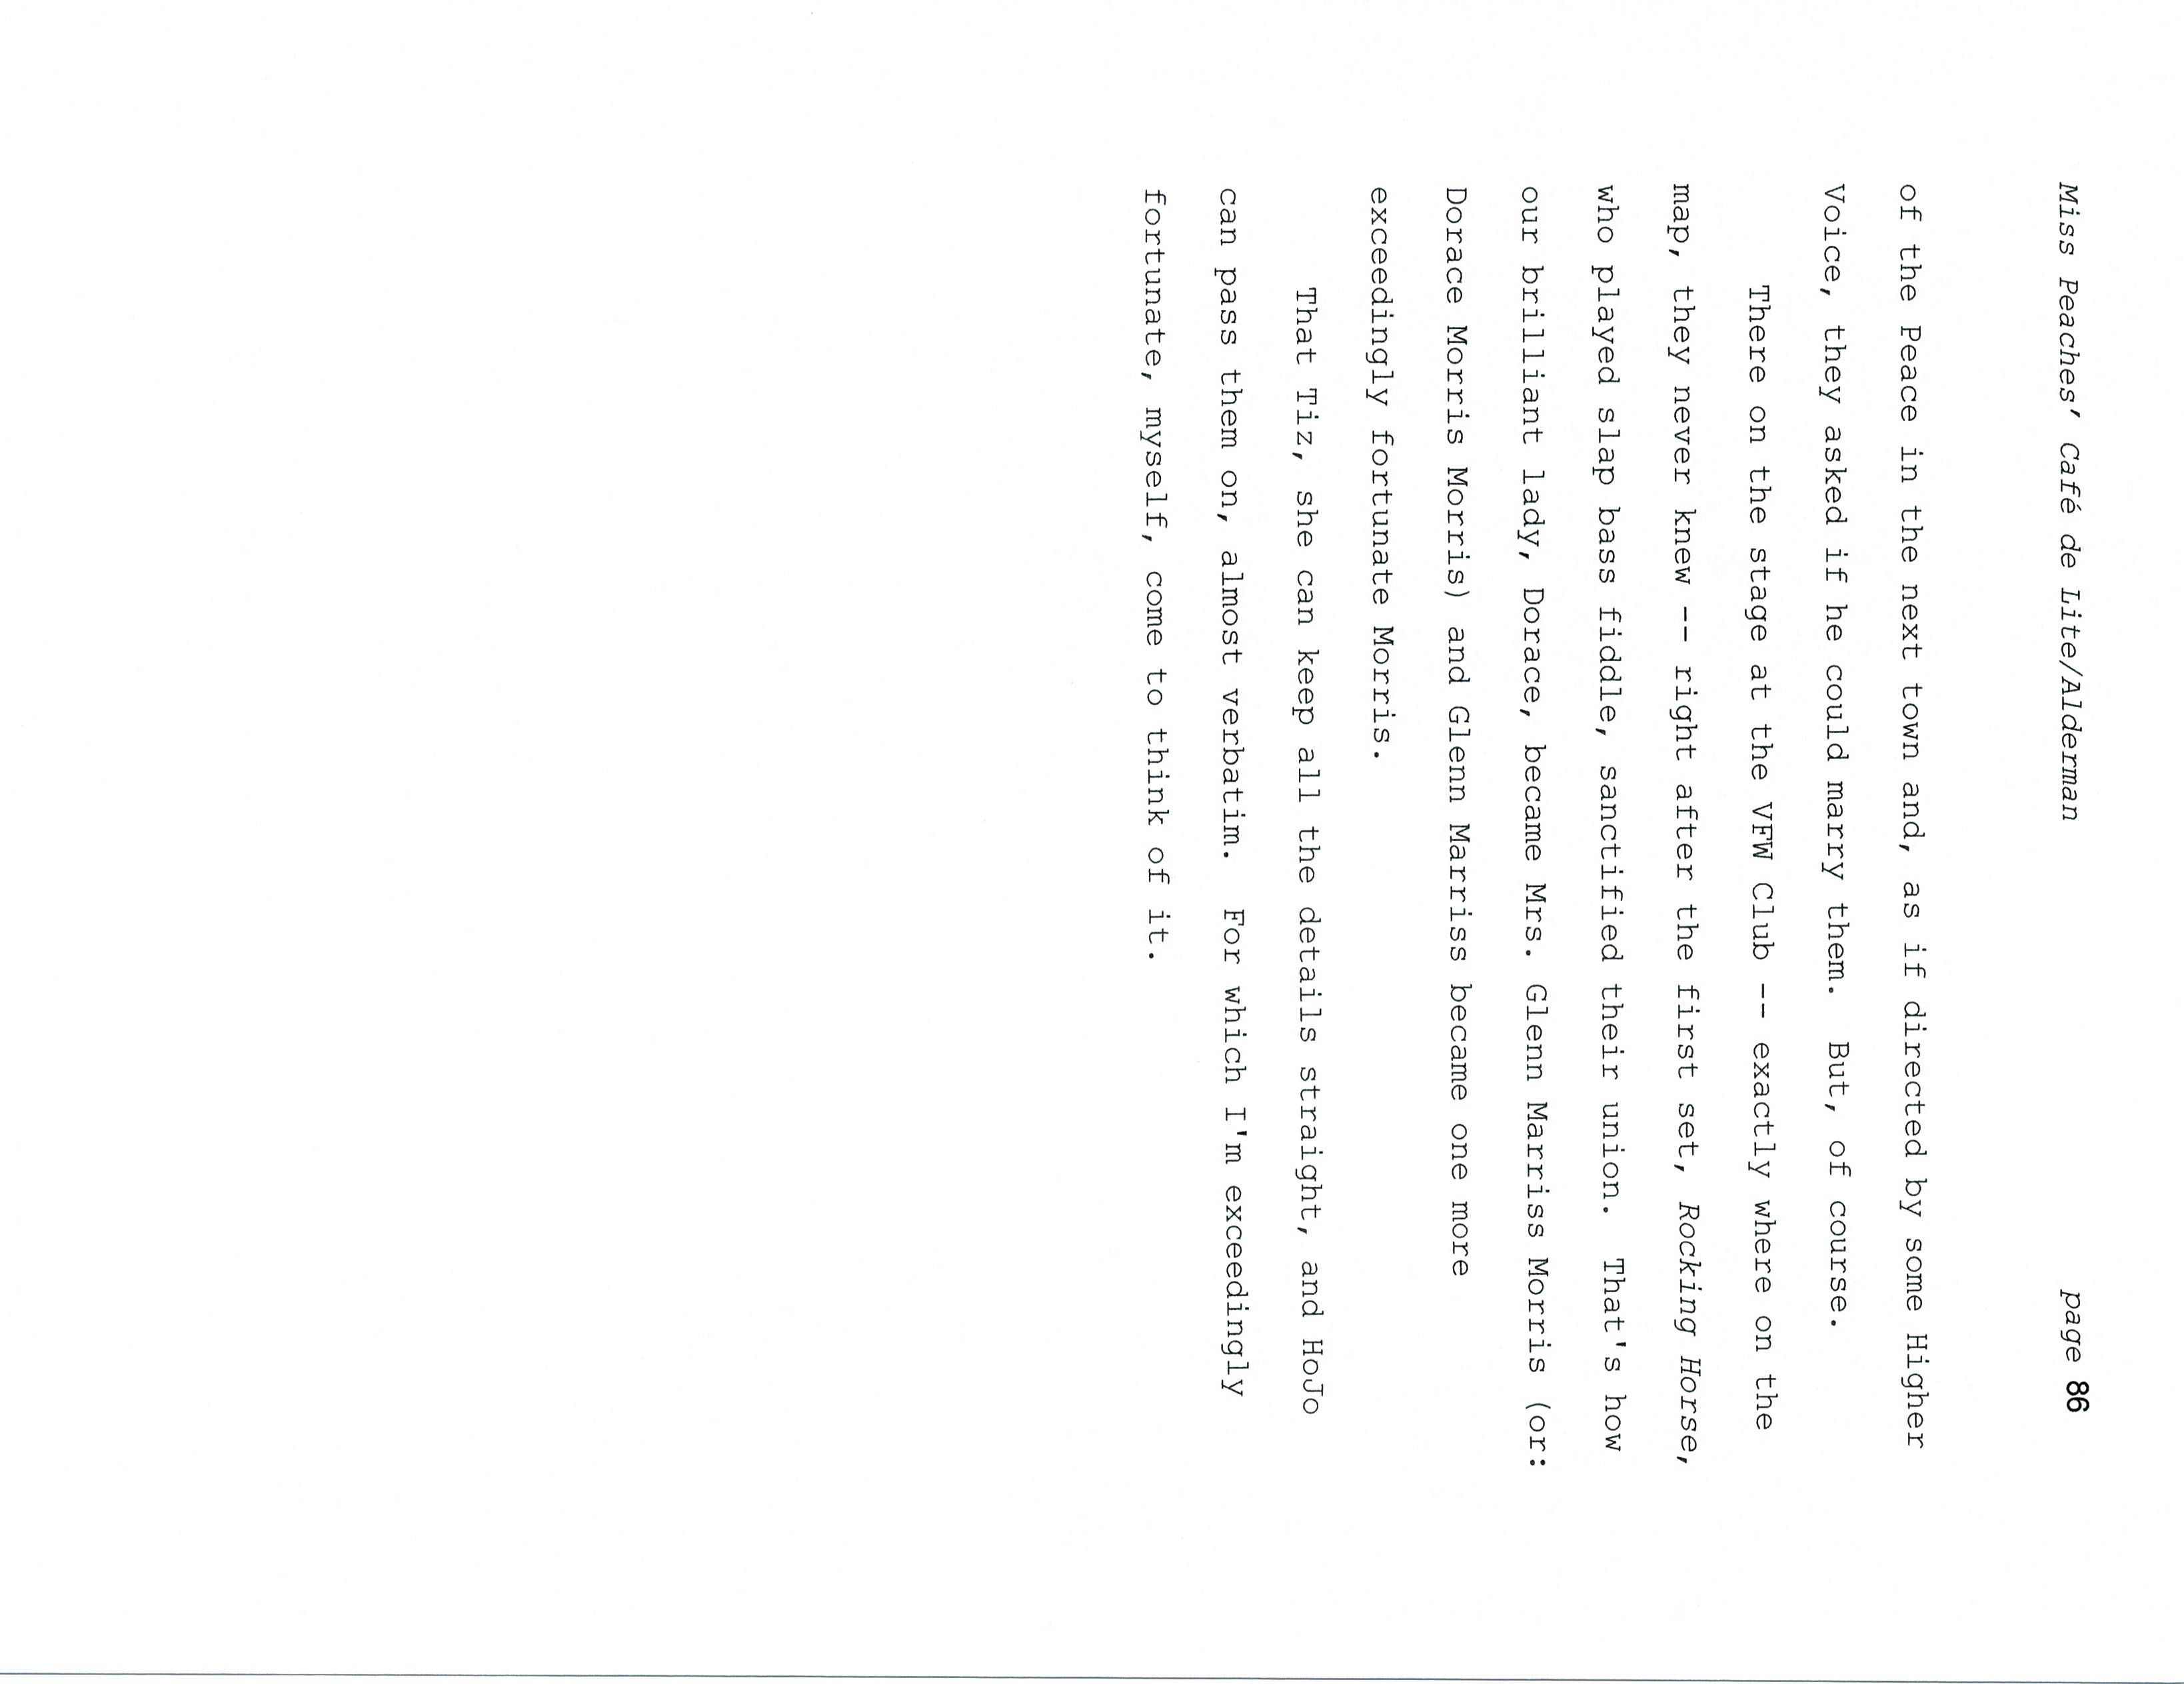 Miss Peaches' Café de Lite/Alderman page 86
of the Peace in the next town and, as if directed by some Higher
Voice, they asked if he could marry them.  But, of course.
There on the stage at the VFW Club -- exactly where on the
map, they never knew -- right after the first set, Rocking Horse,
who played slap bass fiddle, sanctified their union.  That's how
our brilliant lady, Dorace, became Mrs. Glenn Marriss Morris (or:
Dorace Morris Morris) and Glenn Marriss became one more
exceedingly fortunate Morris.
That Tiz, she can keep all the details straight, and HoJo
can pass them on, almost verbatim.  For which I'm exceedingly
fortunate, myself, come to think of it.